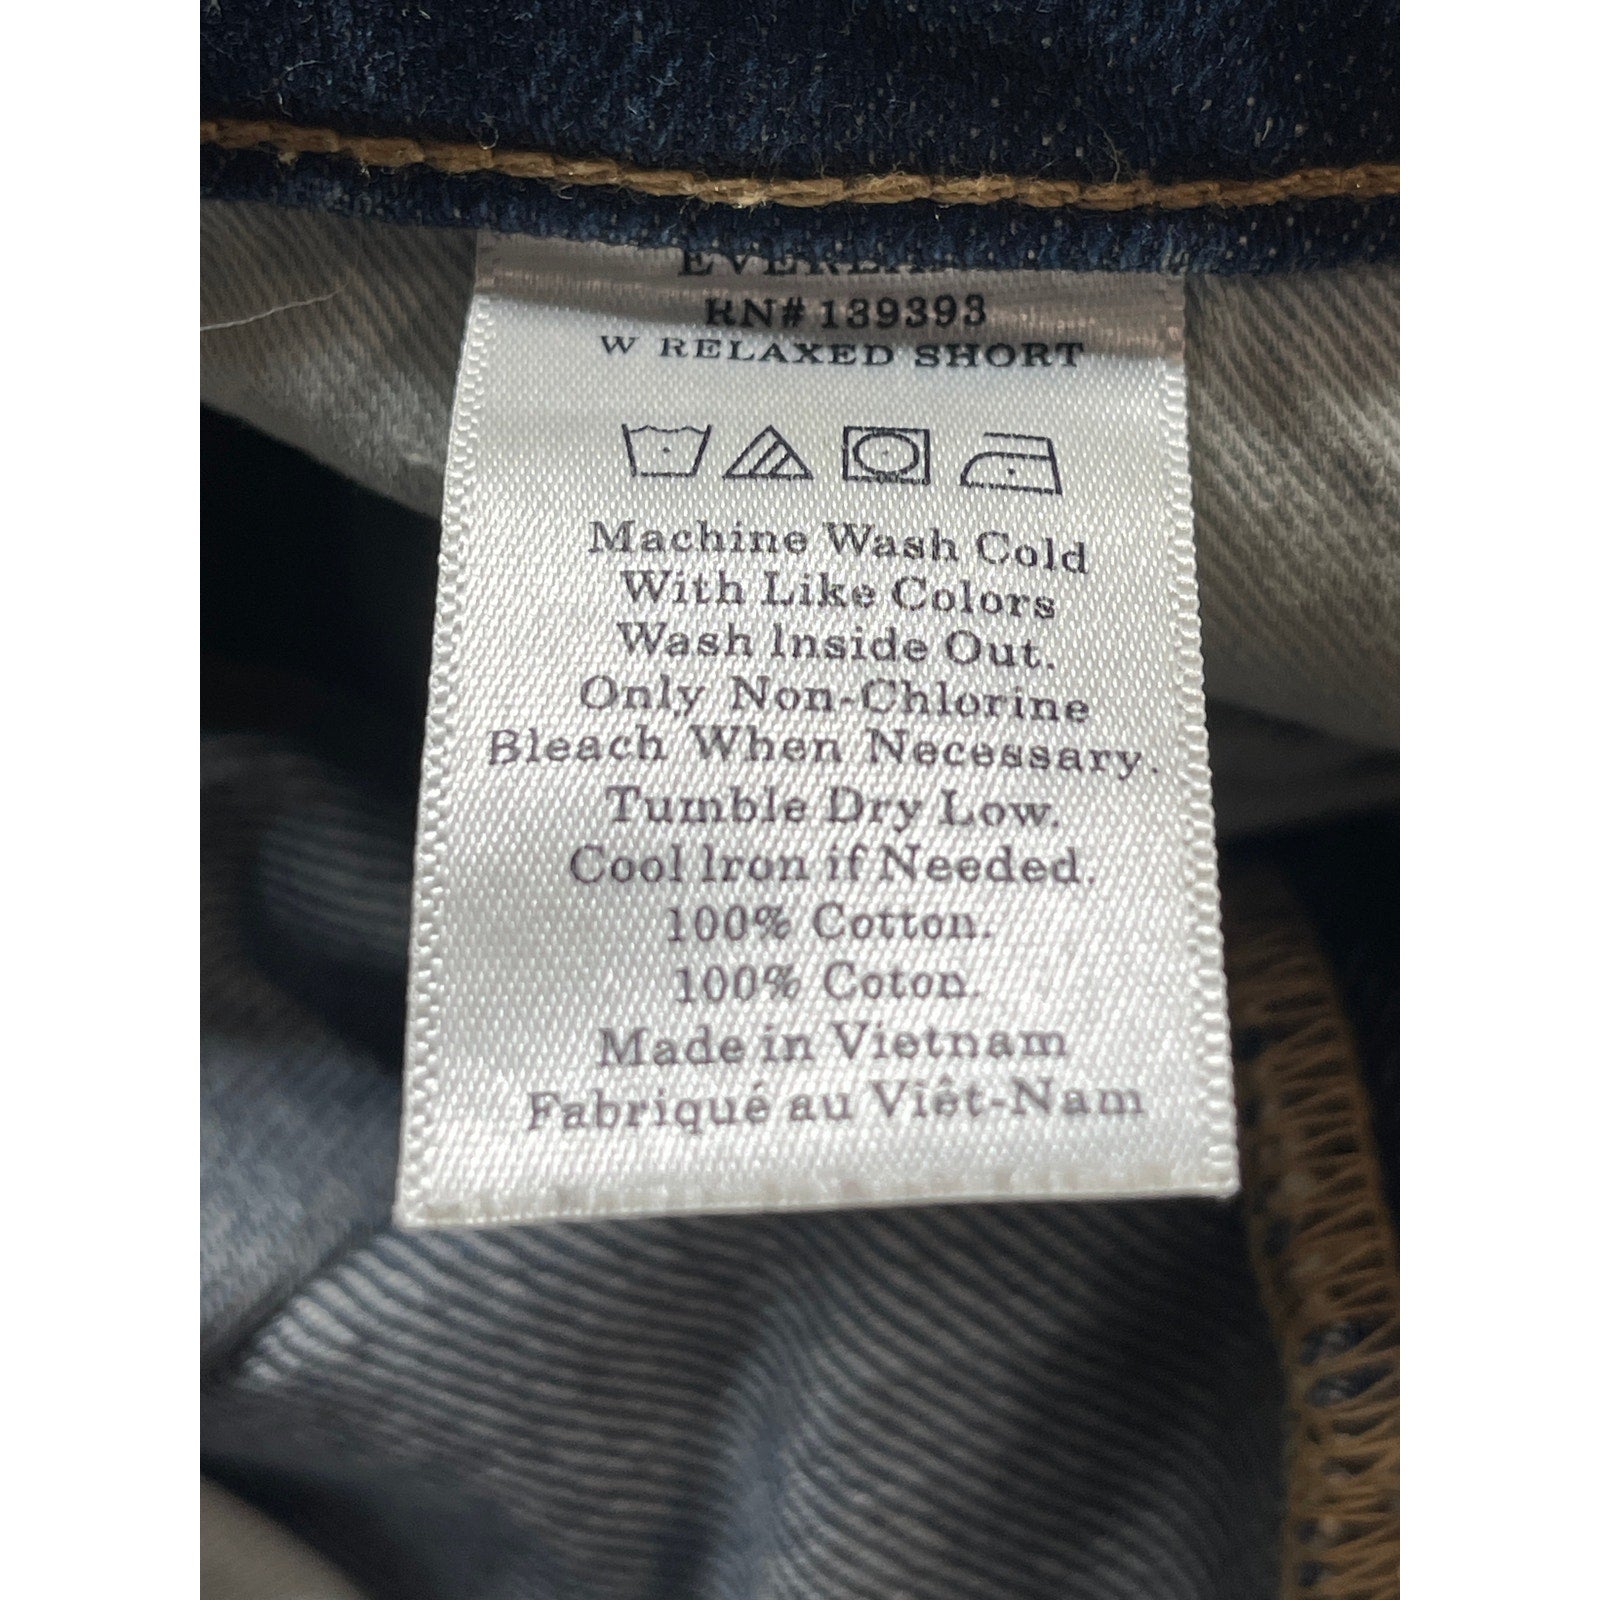 RN# 139393
W RELAXED SHORT
Machine Wash Cold
With Like Colors
Wash Inside Out.
Only Non-Chlorine
Bleach When Necessary.
Tumble Dry Low.
Cool Iron if Needed.
100% Cotton.
100% Coton.
Made in Vietnam
Fabriqué au Viêt-Nam